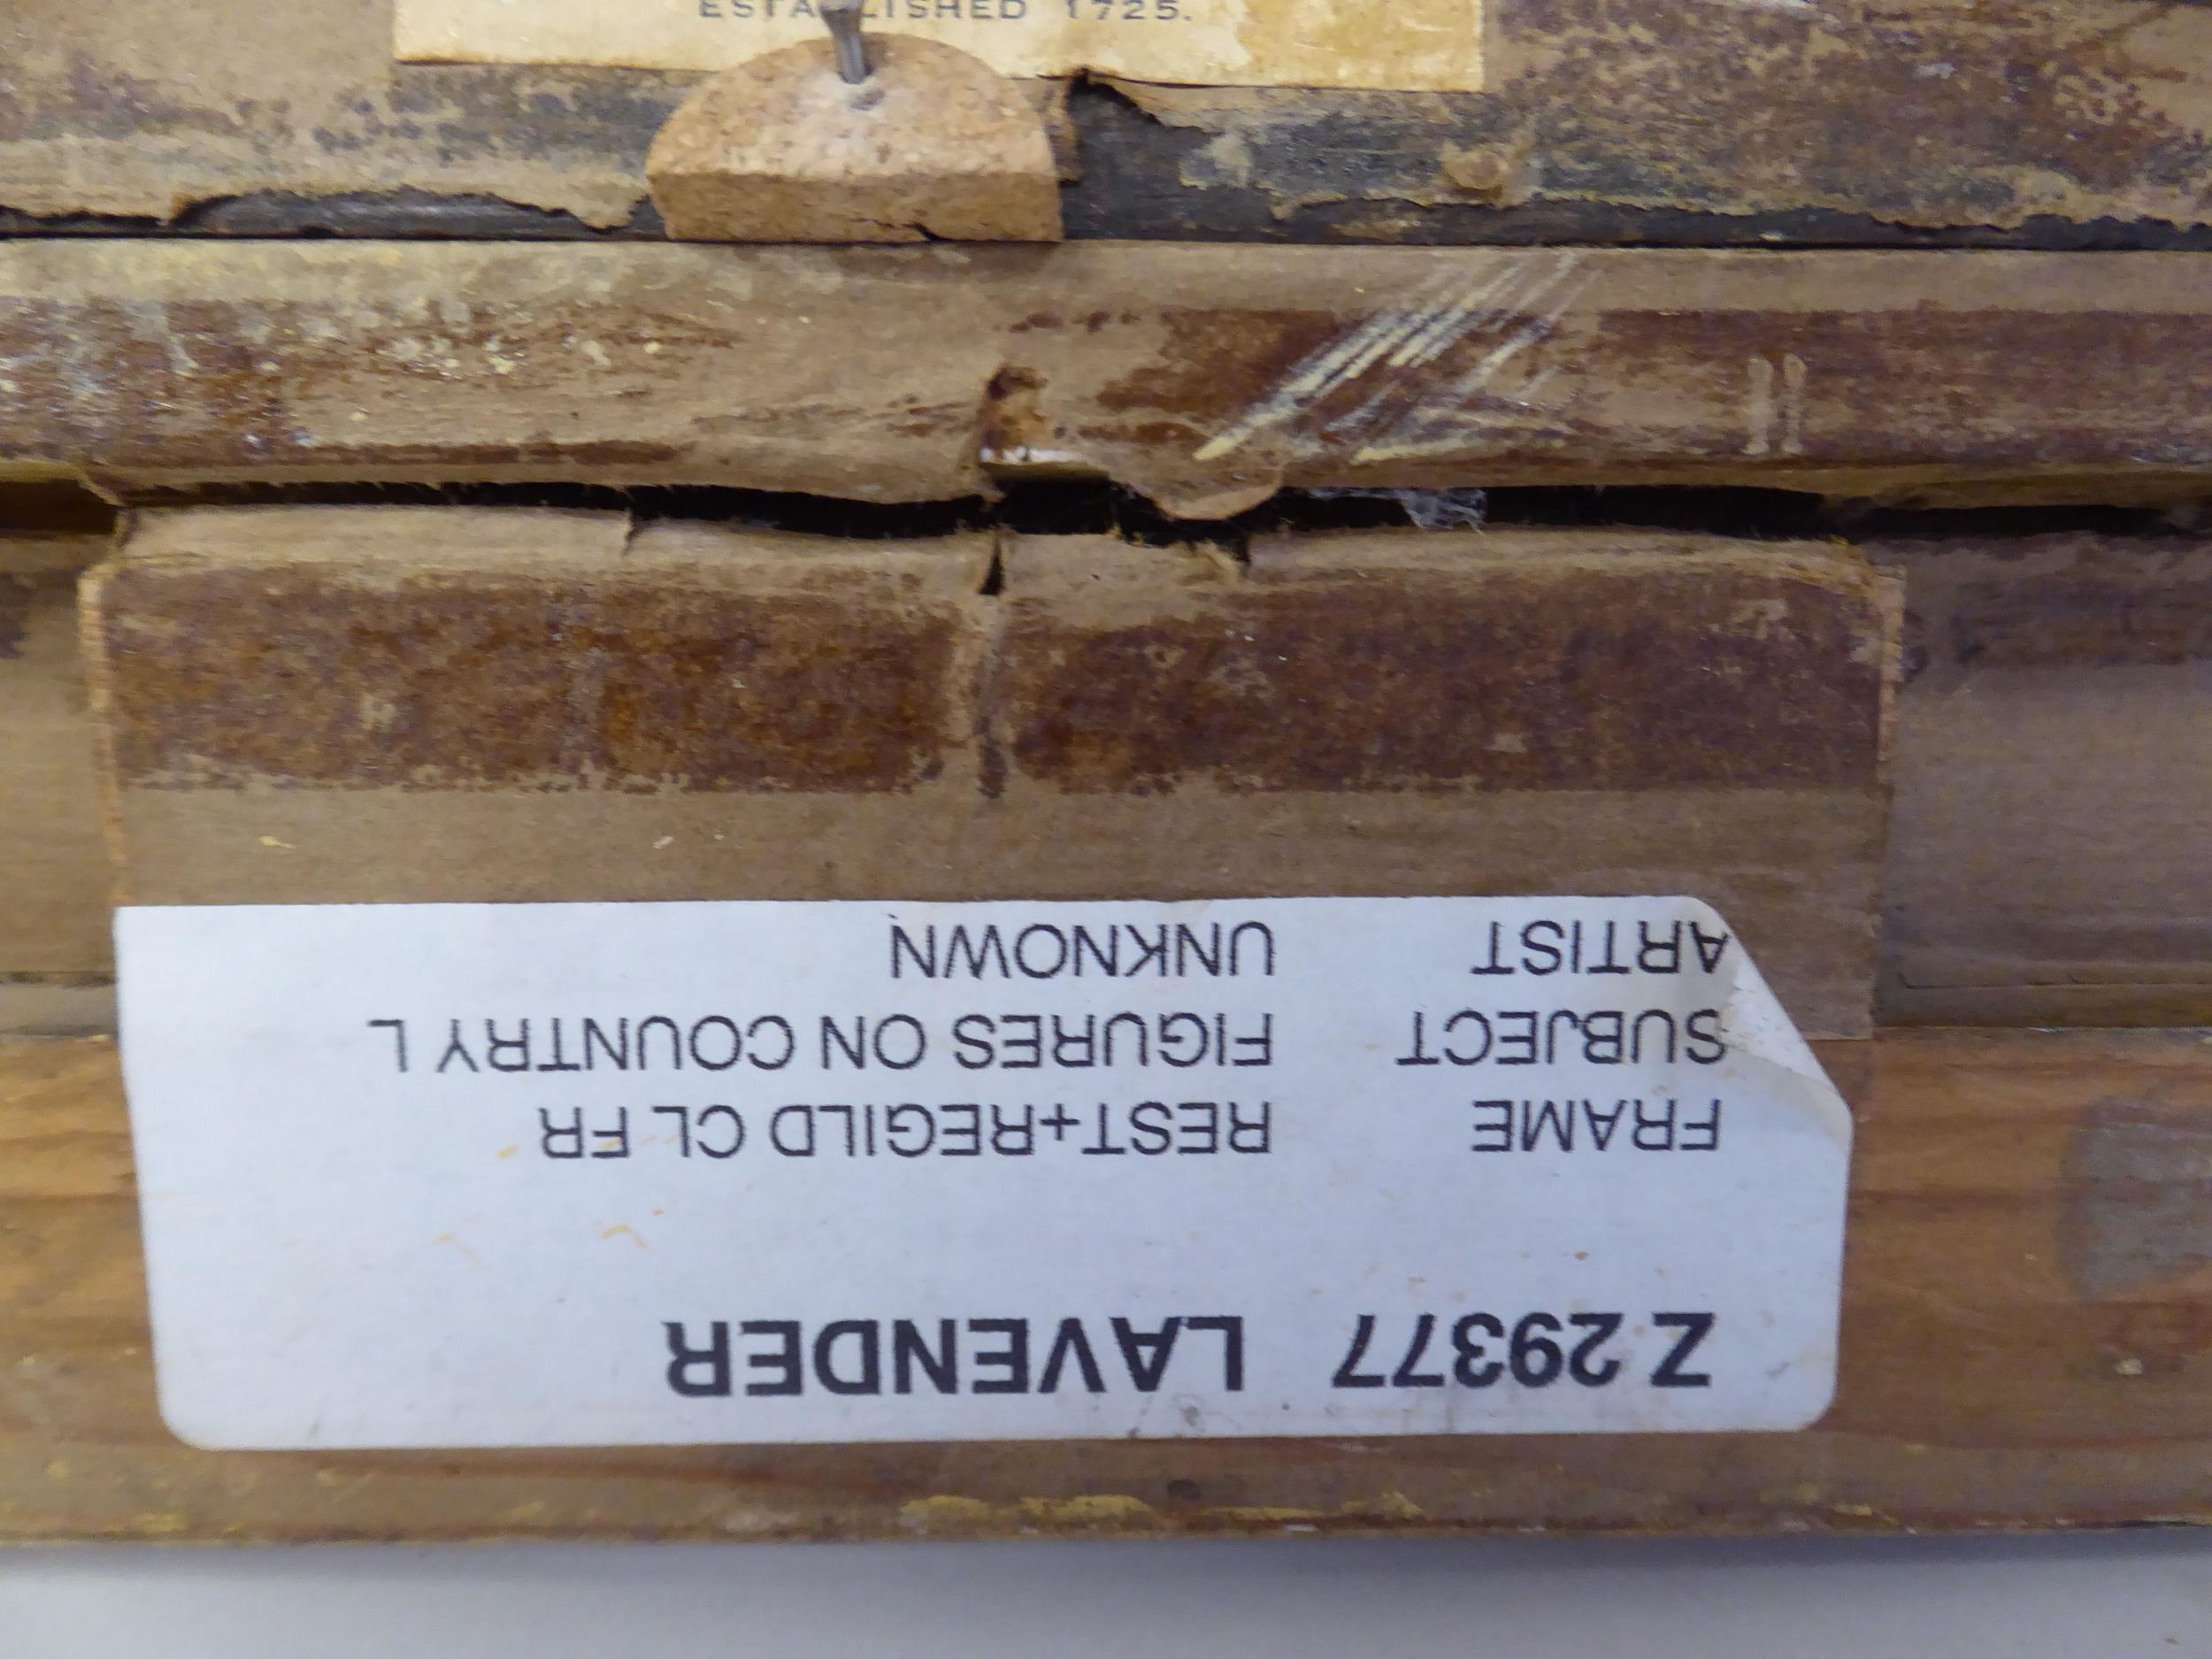 ESTABLISHED 1725.
Z 29377 LAVENDER
FRAME REST+REGILD CL FR
SUBJECT FIGURES ON COUNTRY L
ARTIST UNKNOWN